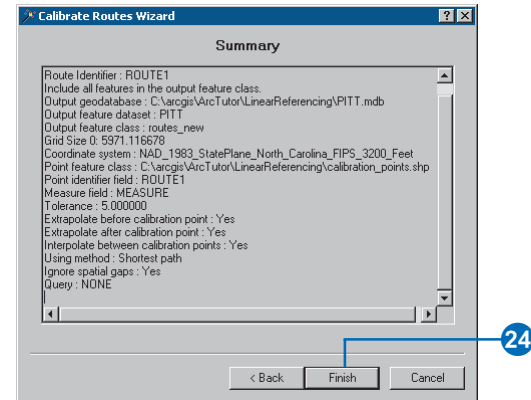 Calibrate Routes Wizard
Summary
Route Identifier : ROUTE1
Include all features in the output feature class.
Output geodatabase : C:\arcgis\ArcTutor\LinearReferencing\PITT.mdb
Output feature dataset : PITT
Output feature class : routes_new
Grid Size 0: 5971.116678
Coordinate system : NAD_1983_StatePlane_North_Carolina_FIPS_3200_Feet
Point feature class : C:\arcgis\ArcTutor\LinearReferencing\calibration_points.shp
Point identifier field : ROUTE1
Measure field : MEASURE
Tolerance : 5.000000
Extrapolate before calibration point : Yes
Extrapolate after calibration point : Yes
Interpolate between calibration points : Yes
Using method : Shortest path
Ignore spatial gaps : Yes
Query : NONE
24
< Back Finish Cancel